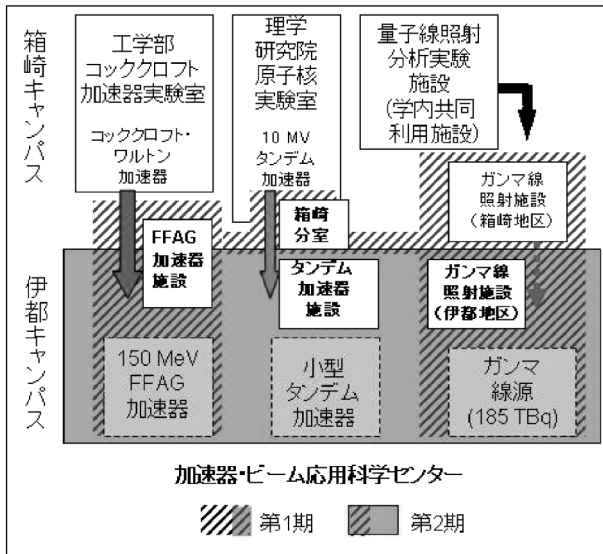 箱崎キャンパス
工学部
コッククロフト
加速器実験室
コッククロフト・
ワルトン
加速器
理学
研究院
原子核
実験室
10 MV
タンデム
加速器
量子線照射
分析実験
施設
(学内共同
利用施設)
ガンマ線
照射施設
(箱崎地区)
箱崎
分室
伊都キャンパス
FFAG
加速器
施設
タンデム
加速器
施設
ガンマ線
照射施設
(伊都地区)
150 MeV
FFAG
加速器
小型
タンデム
加速器
ガンマ
線源
(185 TBq)
加速器・ビーム応用科学センター
第1期
第2期